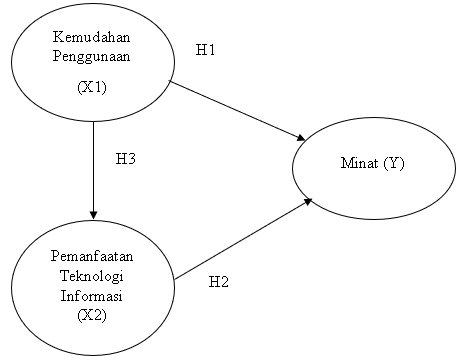 Kemudahan
Penggunaan
(X1)
H1
Minat (Y)
H3
Pemanfaatan
Teknologi
Informasi
(X2)
H2